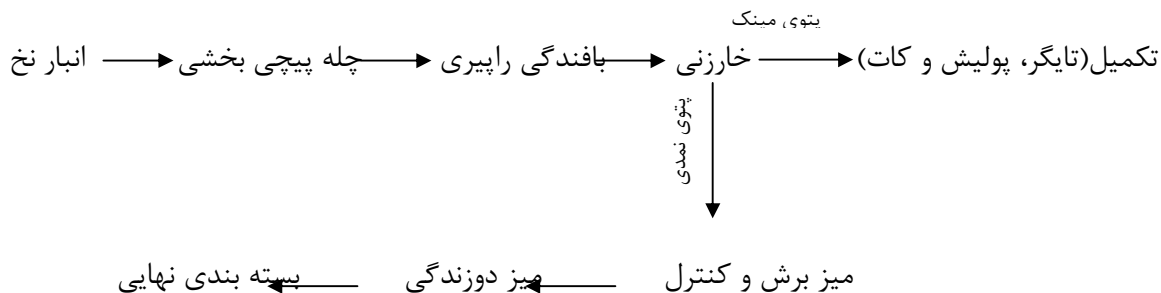 پتوی مینک
انبار نخ
چله پیچی بخشی
بافندگی راپیری
خارزنی
تکمیل(تایگر، پولیش و کات)
پتوی نمدی
میز برش و کنترل
میز دوزندگی
بسته بندی نهایی